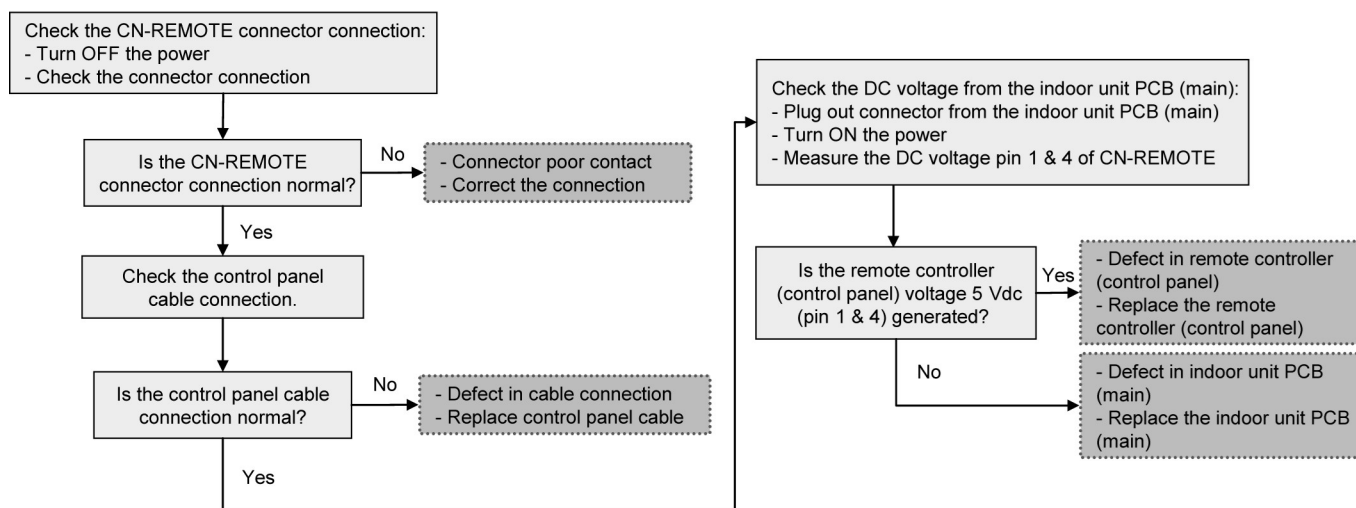 Check the CN-REMOTE connector connection:
- Turn OFF the power
- Check the connector connection
Is the CN-REMOTE
connector connection normal?
No
- Connector poor contact
- Correct the connection
Yes
Check the control panel
cable connection.
Is the control panel cable
connection normal?
No
- Defect in cable connection
- Replace control panel cable
Yes
Check the DC voltage from the indoor unit PCB (main):
- Plug out connector from the indoor unit PCB (main)
- Turn ON the power
- Measure the DC voltage pin 1 & 4 of CN-REMOTE
Is the remote controller
(control panel) voltage 5 Vdc
(pin 1 & 4) generated?
Yes
- Defect in remote controller
(control panel)
- Replace the remote
controller (control panel)
No
- Defect in indoor unit PCB
(main)
- Replace the indoor unit PCB
(main)